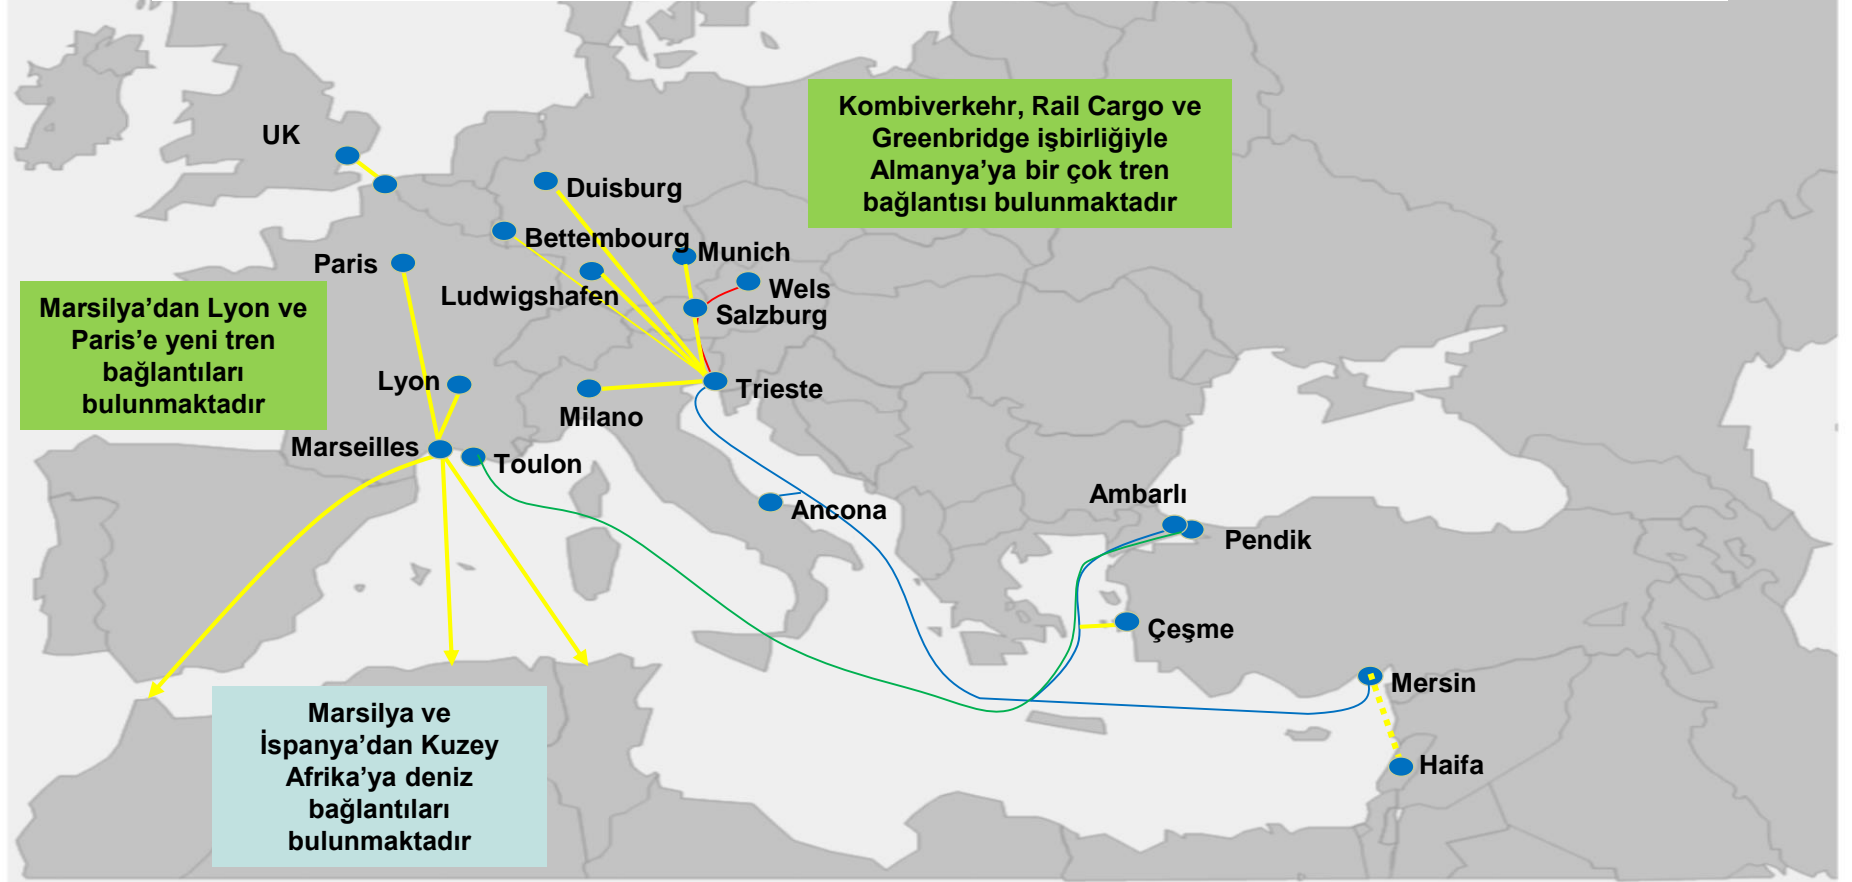 Kombiverkehr, Rail Cargo ve
Greenbridge işbirliğiyle
Almanya’ya bir çok tren
bağlantısı bulunmaktadır
UK
Duisburg
Bettembourg
Munich
Paris
Ludwigshafen
Wels
Salzburg
Marsilya’dan Lyon ve
Paris’e yeni tren
bağlantıları
bulunmaktadır
Lyon
Trieste
Milano
Marseilles
Toulon
Ancona
Ambarlı
Pendik
Çeşme
Mersin
Haifa
Marsilya ve
İspanya’dan Kuzey
Afrika’ya deniz
bağlantıları
bulunmaktadır